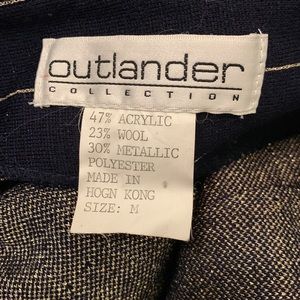 outlander
COLLECTION
47% ACRYLIC
23% WOOL
30% METALLIC
POLYESTER
MADE IN
HOGN KONG
SIZE: M